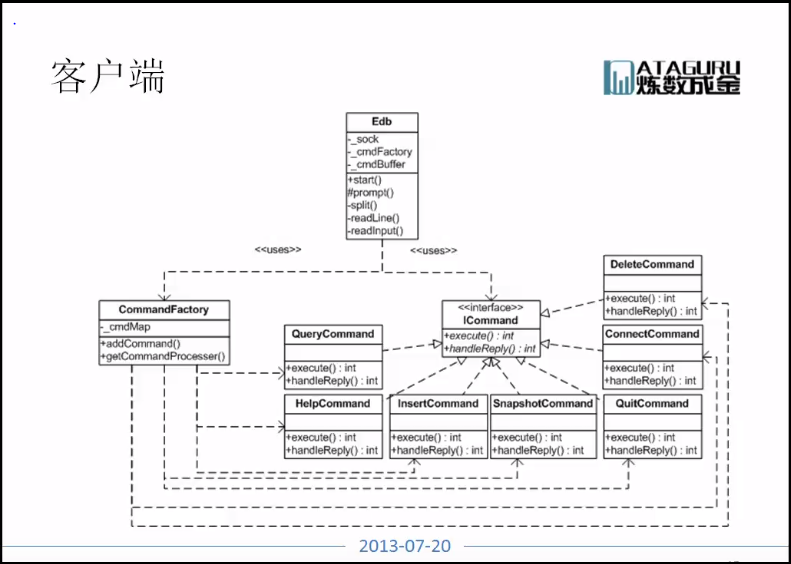 客户端
ATAGURU
炼数成金
Edb
-_sock
-_cmdFactory
-_cmdBuffer
+start()
#prompt()
-split()
-readLine()
-readInput()
<<uses>>
<<uses>>
CommandFactory
-_cmdMap
+addCommand()
+getCommandProcesser()
<<interface>>
ICommand
+execute() : int
+handleReply() : int
DeleteCommand
+execute() : int
+handleReply() : int
QueryCommand
+execute() : int
+handleReply() : int
ConnectCommand
+execute() : int
+handleReply() : int
HelpCommand
+execute() : int
+handleReply() : int
InsertCommand
+execute() : int
+handleReply() : int
SnapshotCommand
+execute() : int
+handleReply() : int
QuitCommand
+execute() : int
+handleReply() : int
2013-07-20